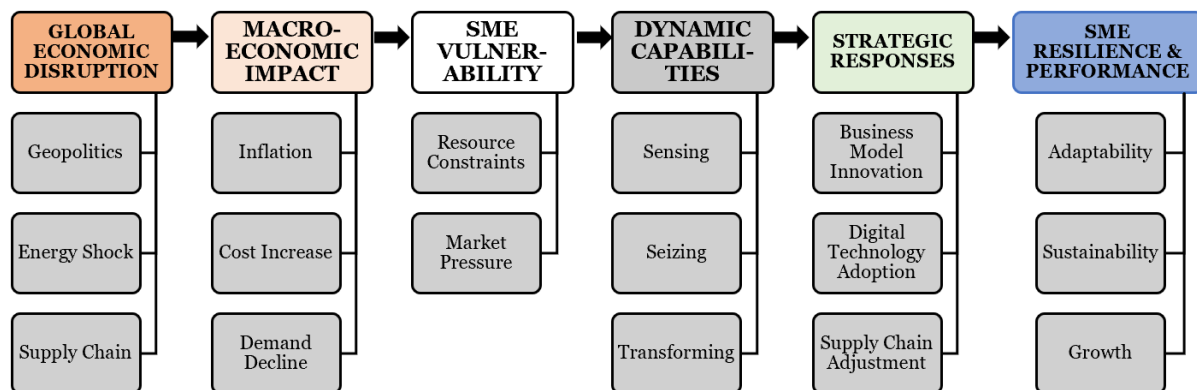 GLOBAL
ECONOMIC
DISRUPTION
MACRO-
ECONOMIC
IMPACT
SME
VULNER-
ABILITY
DYNAMIC
CAPABILI-
TIES
STRATEGIC
RESPONSES
SME
RESILIENCE &
PERFORMANCE
Geopolitics
Energy Shock
Supply Chain
Inflation
Cost Increase
Demand
Decline
Resource
Constraints
Market
Pressure
Sensing
Seizing
Transforming
Business
Model
Innovation
Digital
Technology
Adoption
Supply Chain
Adjustment
Adaptability
Sustainability
Growth